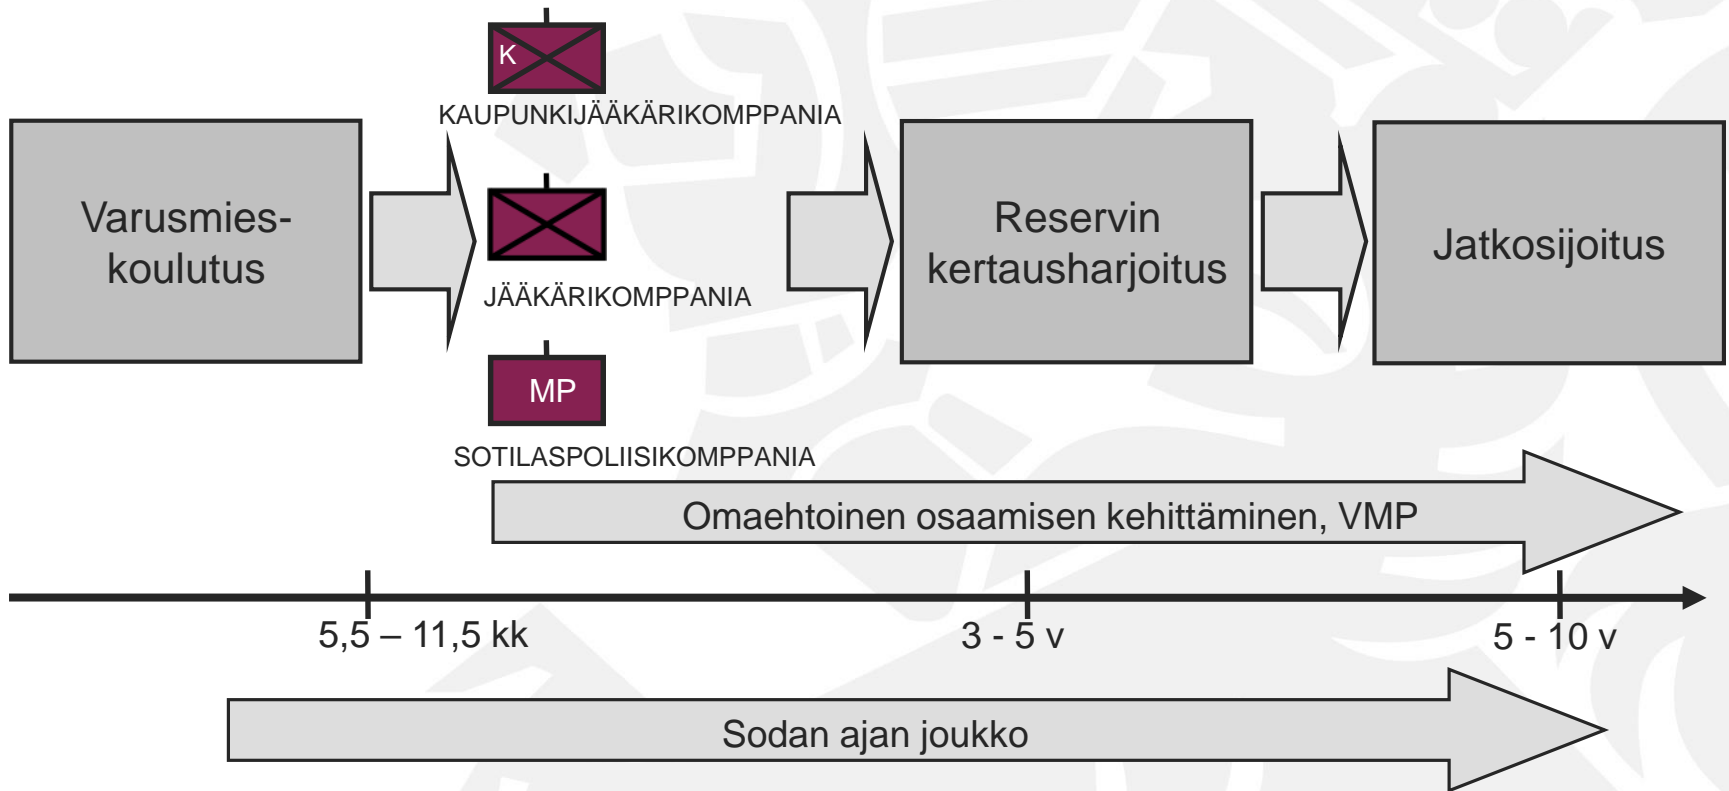 K
KAUPUNKIJÄÄKÄRIKOMPPANIA
Varusmies-
koulutus
JÄÄKÄRIKOMPPANIA
MP
SOTILASPOLIISIKOMPPANIA
Reservin
kertausharjoitus
Jatkosijoitus
Omaehtoinen osaamisen kehittäminen, VMP
5,5 – 11,5 kk
3 - 5 v
5 - 10 v
Sodan ajan joukko